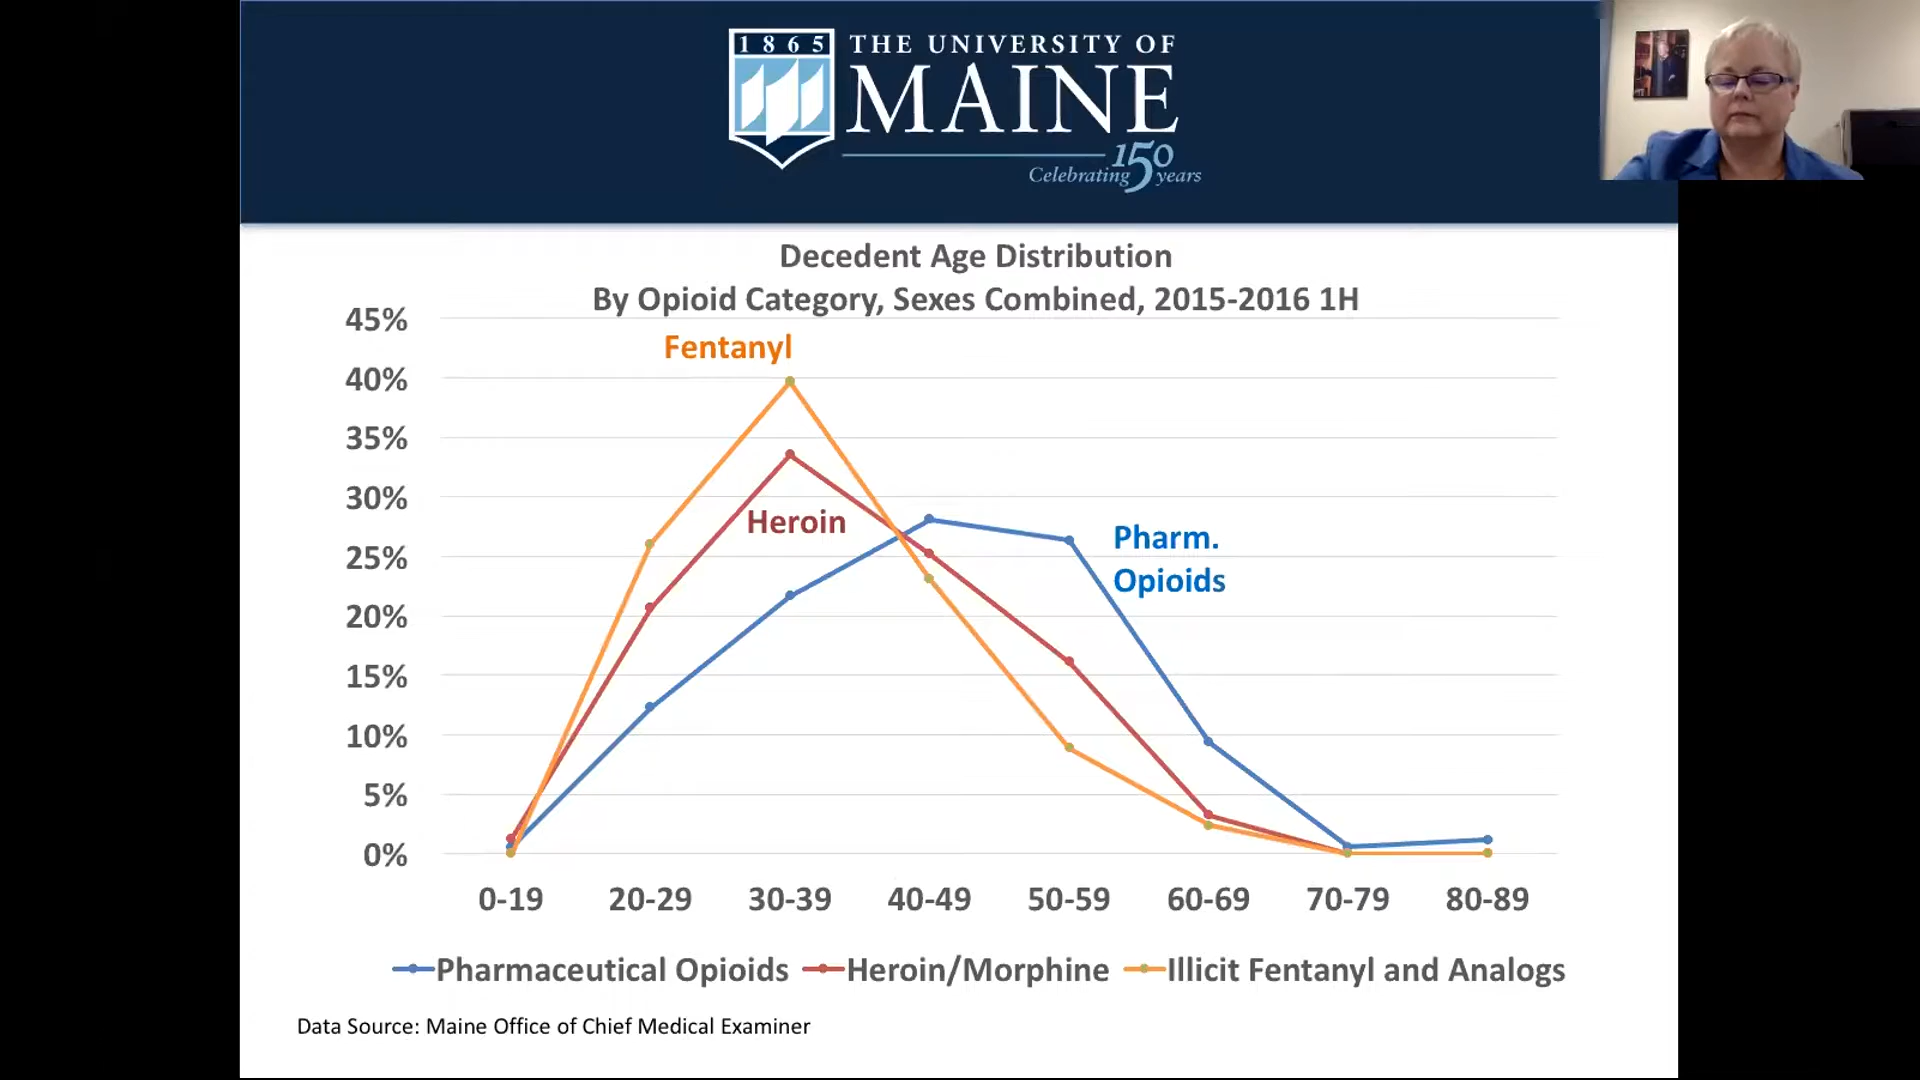 1865
THE UNIVERSITY OF
MAINE
Celebrating 150 years
Decedent Age Distribution
By Opioid Category, Sexes Combined, 2015-2016 1H
45%
40%
35%
30%
25%
20%
15%
10%
5%
0%
Fentanyl
Heroin
Pharm.
Opioids
0-19 20-29 30-39 40-49 50-59 60-69 70-79 80-89
Pharmaceutical Opioids Heroin/Morphine Illicit Fentanyl and Analogs
Data Source: Maine Office of Chief Medical Examiner